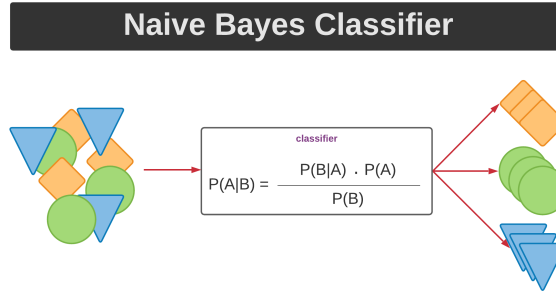 Naive Bayes Classifier
classifier
P(B|A) . P(A)
P(A|B) =
P(B)